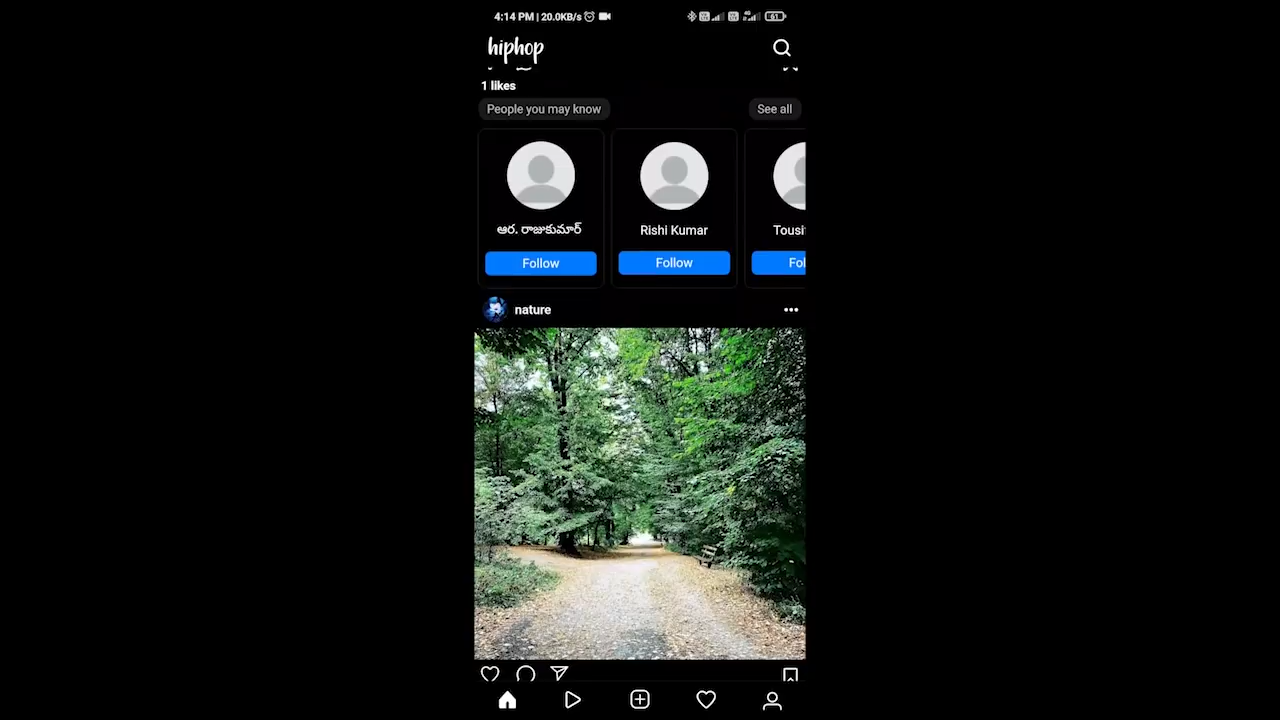 4:14 PM | 20.0KB/s 61
hiphop
1 likes
People you may know See all
ఆర. రాజుకుమార్ Rishi Kumar
Follow Follow
nature